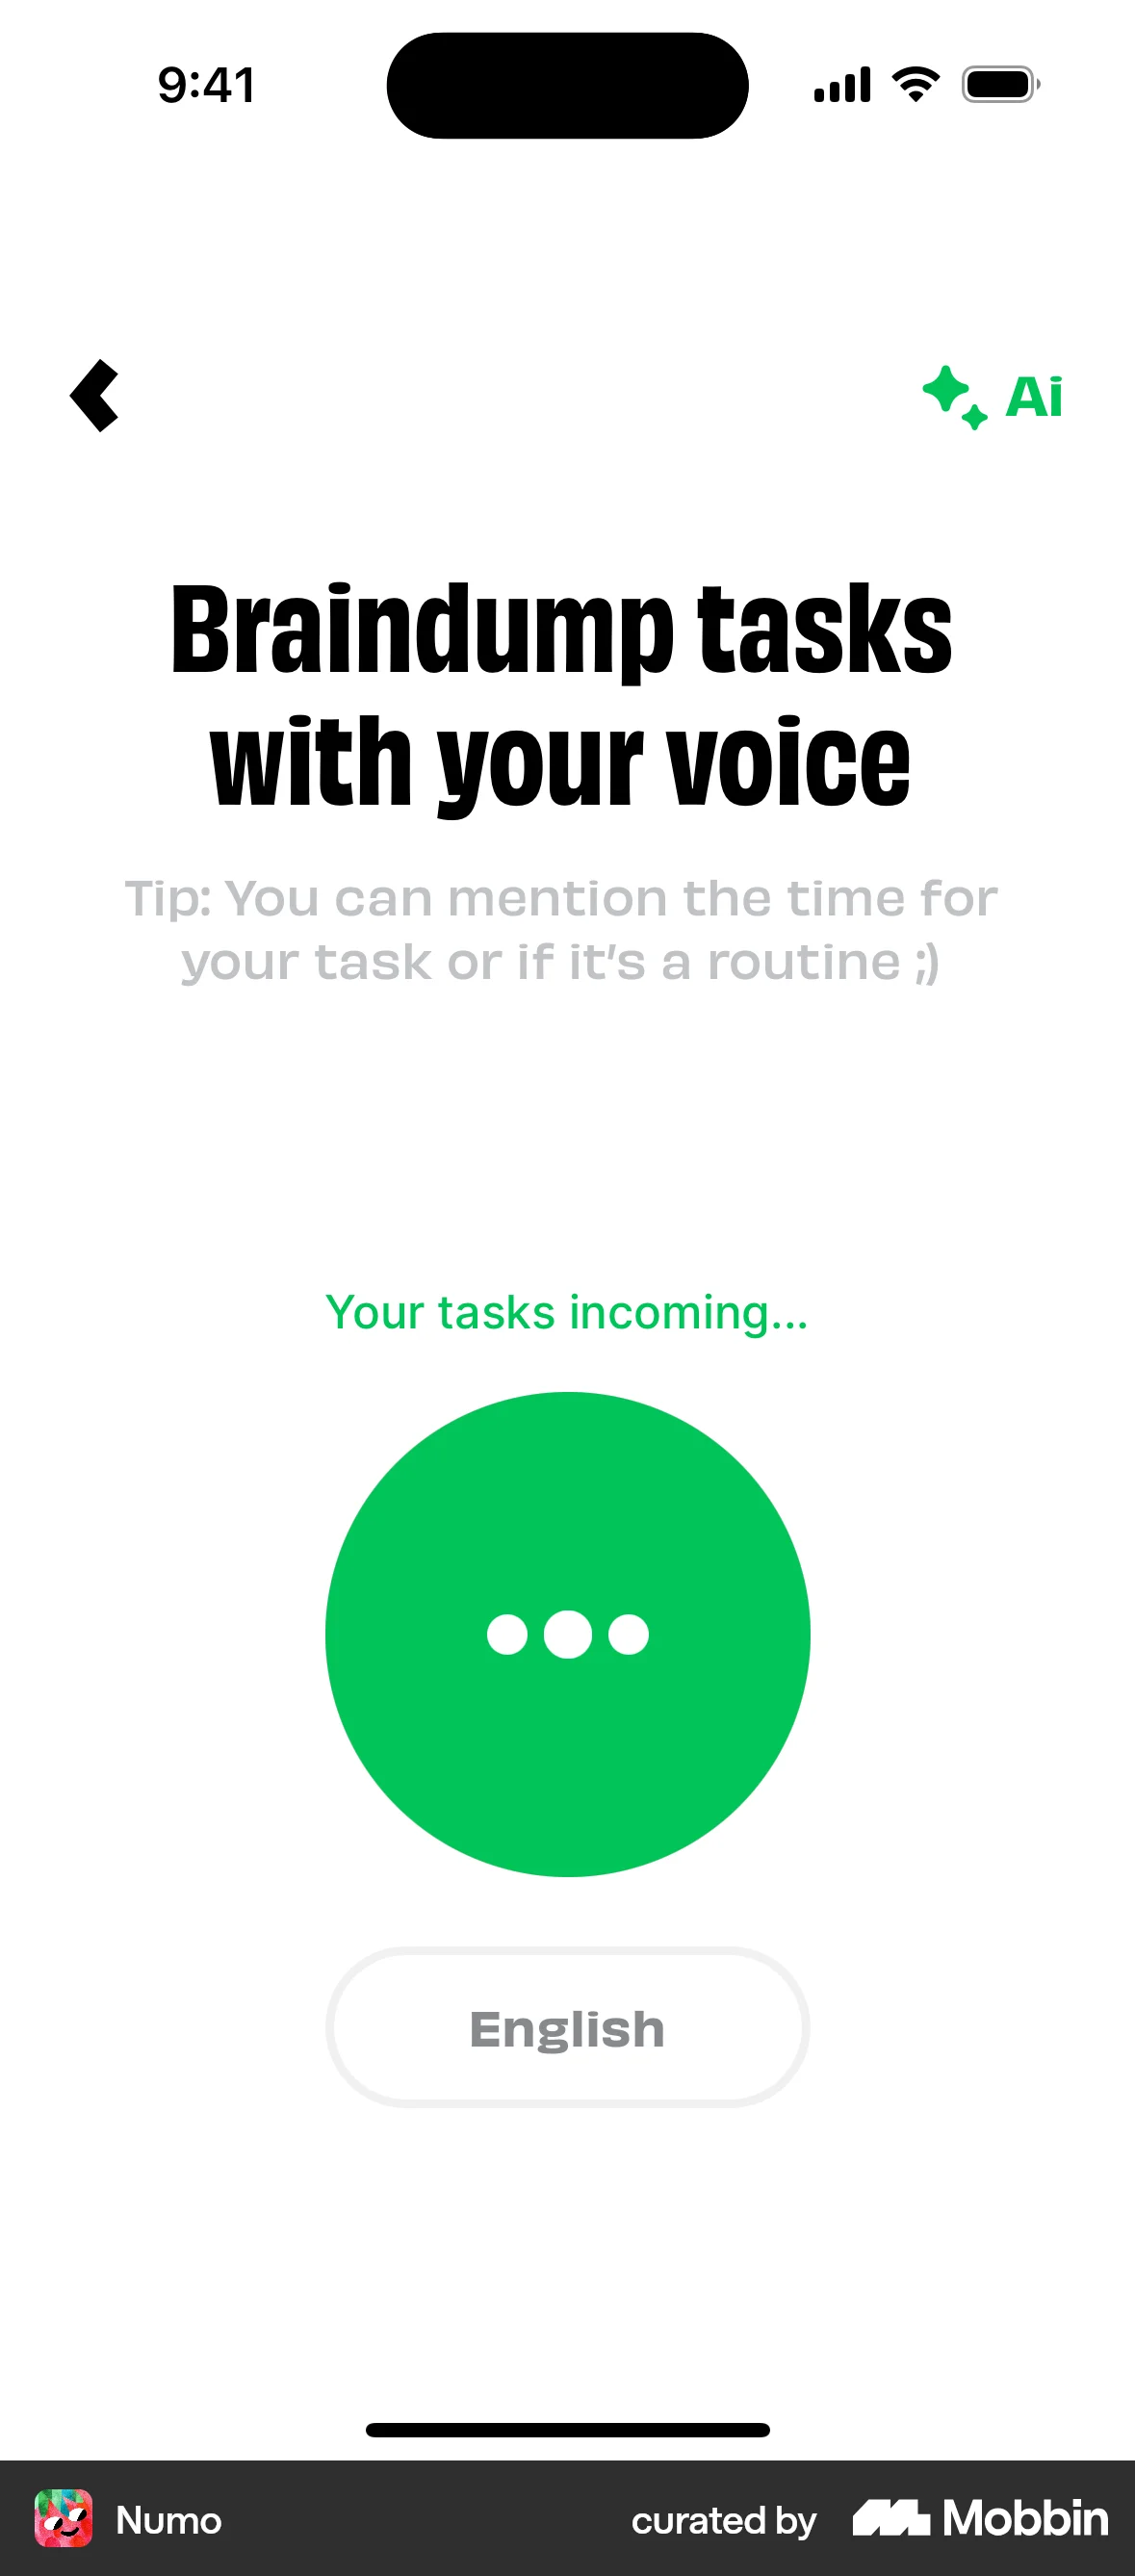 9:41
Ai
Braindump tasks
with your voice
Tip: You can mention the time for
your task or if it’s a routine ;)
Your tasks incoming...
English
Numo
curated by Mobbin